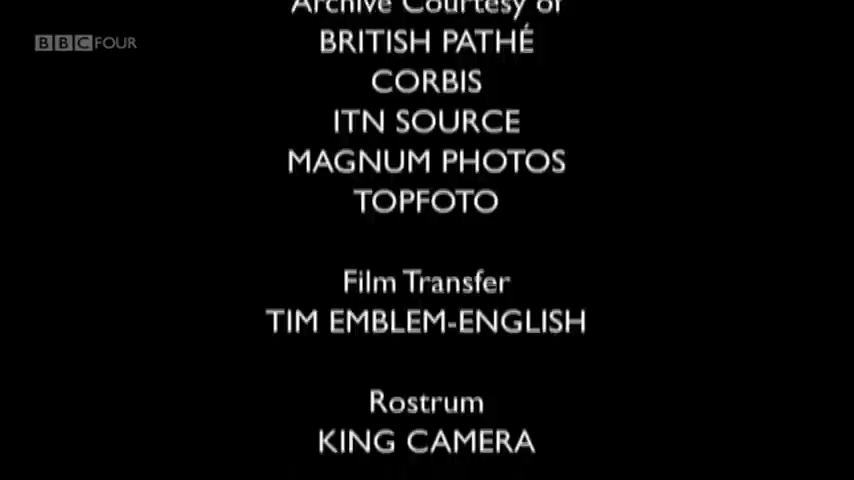 Archive Courtesy of
BBC FOUR
BRITISH PATHÉ
CORBIS
ITN SOURCE
MAGNUM PHOTOS
TOPFOTO
Film Transfer
TIM EMBLEM-ENGLISH
Rostrum
KING CAMERA